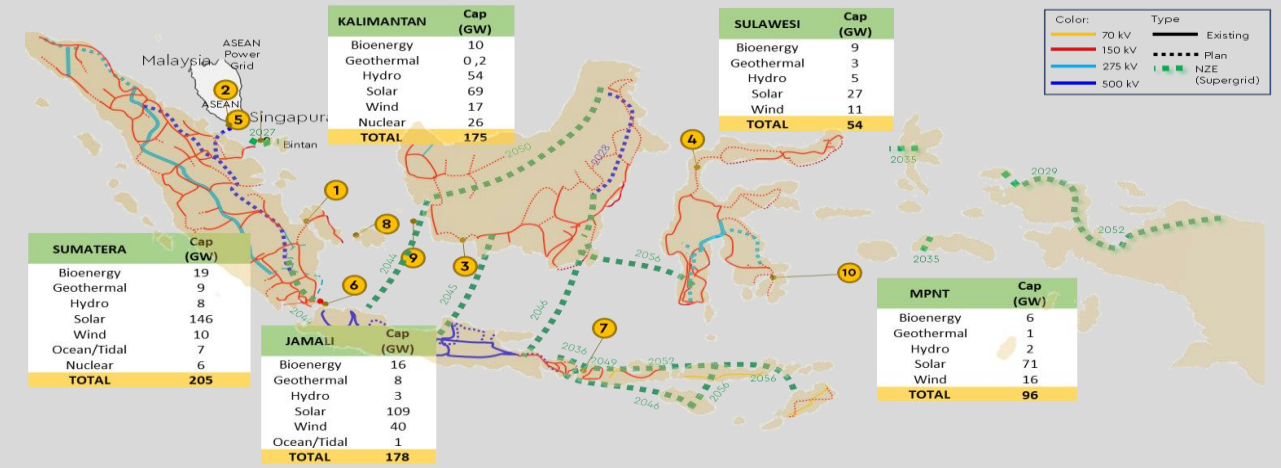 KALIMANTAN Cap (GW)
Bioenergy 10
Geothermal 0 ,2
Hydro 54
Solar 69
Wind 17
Nuclear 26
TOTAL 175
SULAWESI Cap (GW)
Bioenergy 9
Geothermal 3
Hydro 5
Solar 27
Wind 11
TOTAL 54
Color: Type
70 kV Existing
150 kV Plan
275 kV NZE (Supergrid)
500 kV
Malaysia
ASEAN
Power
Grid
2
ASEAN
5
Singapura
2027
Bintan
1
8
9
3
4
6
7
10
2050
2028
2044
2045
2046
2056
2035
2035
2029
2052
2036
2049
2052
2056
2056
2046
SUMATERA Cap (GW)
Bioenergy 19
Geothermal 9
Hydro 8
Solar 146
Wind 10
Ocean/Tidal 7
Nuclear 6
TOTAL 205
JAMALI Cap (GW)
Bioenergy 16
Geothermal 8
Hydro 3
Solar 109
Wind 40
Ocean/Tidal 1
TOTAL 178
MPNT Cap (GW)
Bioenergy 6
Geothermal 1
Hydro 2
Solar 71
Wind 16
TOTAL 96